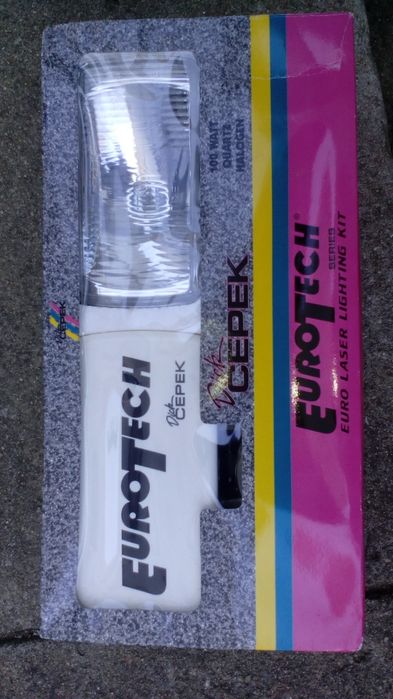 100 WATT
QUARTZ
HALOGEN
CEPEK
EUROTECH
Dick
CEPEK
Dick
CEPEK
EUROTECH®
SERIES
EURO LASER LIGHTING KIT